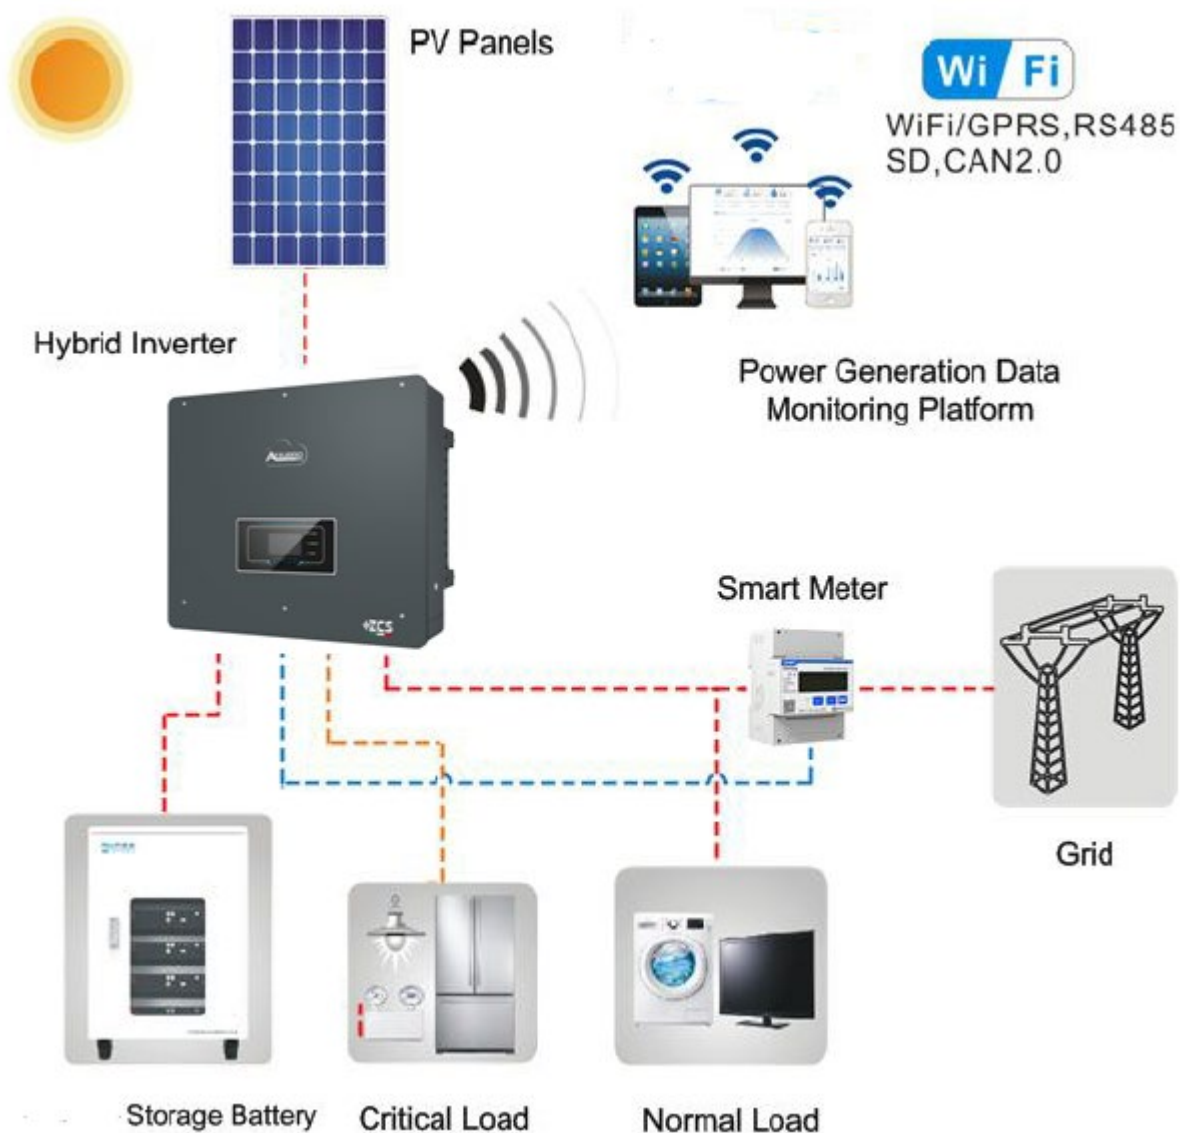 PV Panels
Wi Fi
WiFi/GPRS,RS485
SD,CAN2.0
Hybrid Inverter
Power Generation Data
Monitoring Platform
ZCS
Smart Meter
Grid
Storage Battery
Critical Load
Normal Load